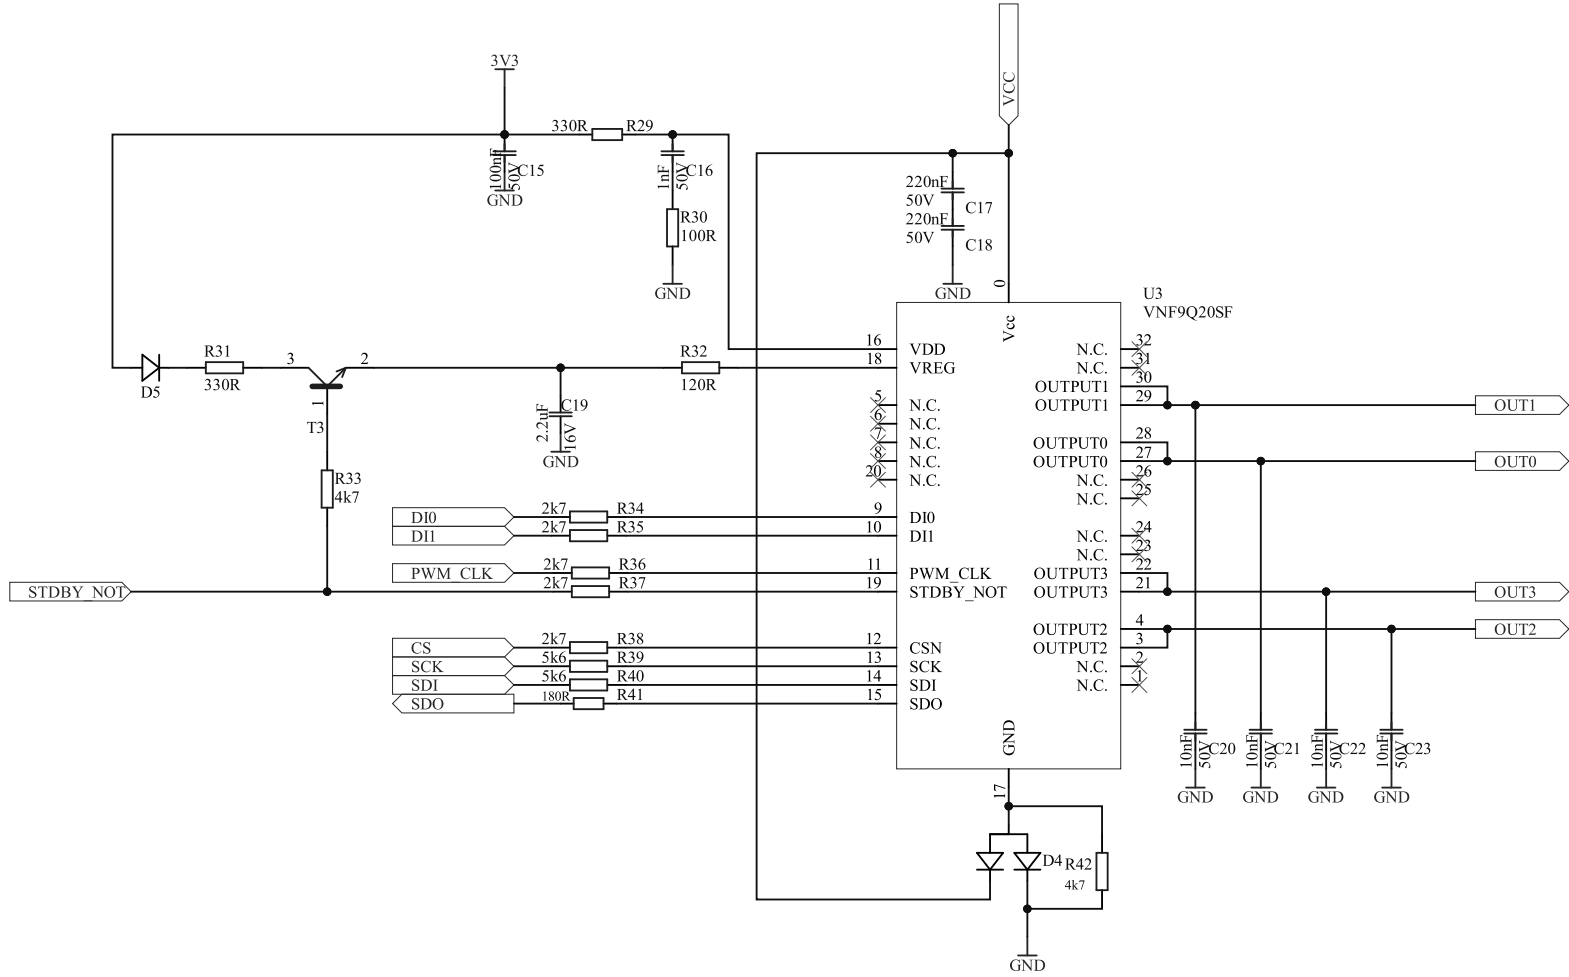 VCC
3V3
330R R29
100nF 50V C15
GND
1nF 50V C16
R30
100R
GND
220nF
50V
C17
220nF
50V
C18
GND
0
U3
VNF9Q20SF
Vcc
R31
330R
D5
3
2
1
T3
R32
120R
2.2uF 16V C19
GND
R33
4k7
16 VDD
18 VREG
5 N.C.
6 N.C.
7 N.C.
8 N.C.
20 N.C.
DI0 2k7 R34 9 DI0
DI1 2k7 R35 10 DI1
PWM_CLK 2k7 R36 11 PWM_CLK
STDBY_NOT 2k7 R37 19 STDBY_NOT
CS 2k7 R38 12 CSN
SCK 5k6 R39 13 SCK
SDI 5k6 R40 14 SDI
SDO 180R R41 15 SDO
N.C. 32
N.C. 31
OUTPUT1 30
OUTPUT1 29 OUT1
OUTPUT0 28
OUTPUT0 27 OUT0
N.C. 26
N.C. 25
N.C. 24
N.C. 23
OUTPUT3 22
OUTPUT3 21 OUT3
OUTPUT2 4 OUT2
OUTPUT2 3
N.C. 2
N.C. 1
GND
17
10nF 50V C20
10nF 50V C21
10nF 50V C22
10nF 50V C23
GND GND GND GND
D4
R42
4k7
GND